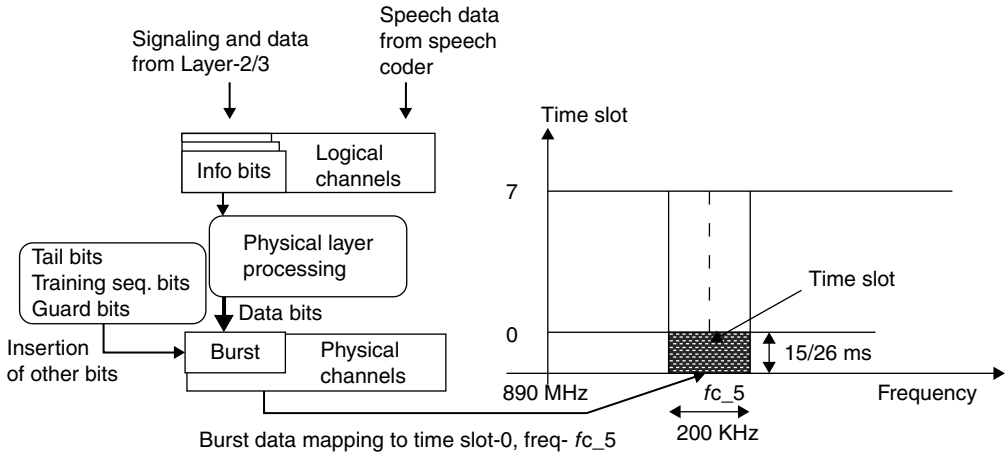 Signaling and data
from Layer-2/3
Speech data
from speech
coder
Info bits
Logical
channels
Physical layer
processing
Tail bits
Training seq. bits
Guard bits
Data bits
Insertion
of other bits
Burst
Physical
channels
Burst data mapping to time slot-0, freq- fc_5
Time slot
7
Time slot
0
15/26 ms
890 MHz
fc_5
Frequency
200 KHz